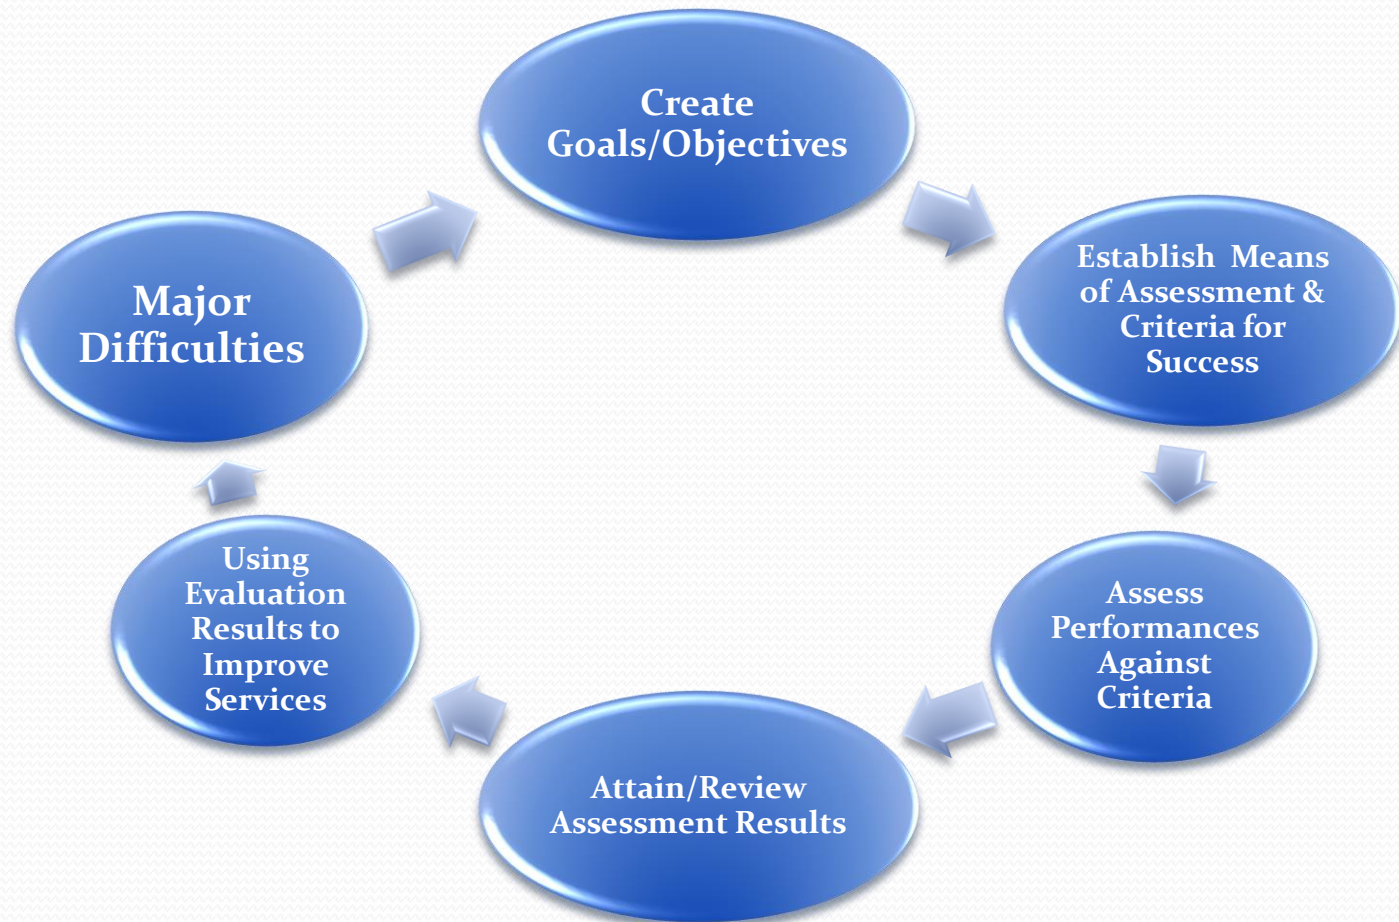 Create
Goals/Objectives
Establish Means
of Assessment &
Criteria for
Success
Assess
Performances
Against
Criteria
Attain/Review
Assessment Results
Using
Evaluation
Results to
Improve
Services
Major
Difficulties